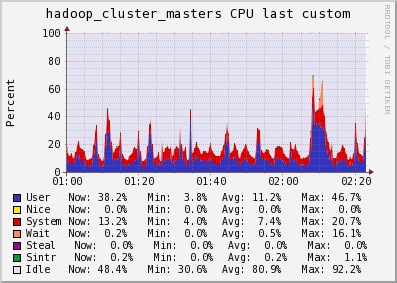 hadoop_cluster_masters CPU last custom
RRDTOOL / TOBI OETIKER
Percent
100
80
60
40
20
0
01:00 01:20 01:40 02:00 02:20
User Now: 38.2% Min: 3.8% Avg: 11.2% Max: 46.7%
Nice Now: 0.0% Min: 0.0% Avg: 0.0% Max: 0.0%
System Now: 13.2% Min: 4.0% Avg: 7.4% Max: 20.7%
Wait Now: 0.2% Min: 0.0% Avg: 0.5% Max: 16.1%
Steal Now: 0.0% Min: 0.0% Avg: 0.0% Max: 0.0%
Sintr Now: 0.2% Min: 0.0% Avg: 0.2% Max: 1.1%
Idle Now: 48.4% Min: 30.6% Avg: 80.9% Max: 92.2%